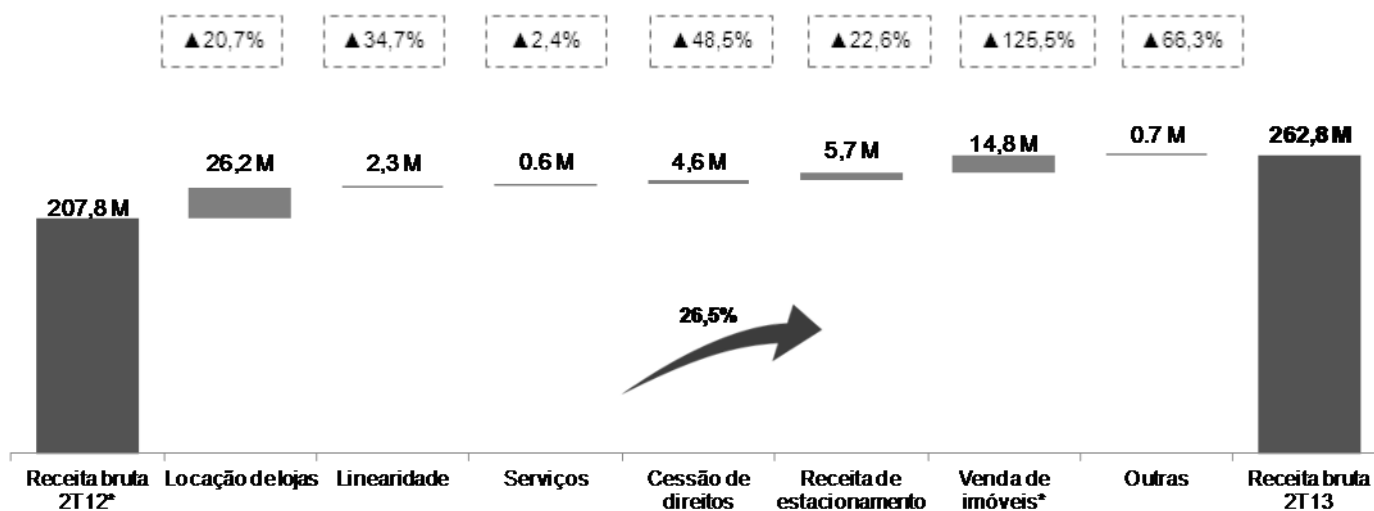 ▲20,7% ▲34,7% ▲2,4% ▲48,5% ▲22,6% ▲125,5% ▲66,3%
207,8 M
26,2 M
2,3 M
0.6 M
4,6 M
5,7 M
14,8 M
0.7 M
262,8 M
26,5%
Receita bruta
2T12*
Locação de lojas
Linearidade
Serviços
Cessão de
direitos
Receita de
estacionamento
Venda de
imóveis*
Outras
Receita bruta
2T13